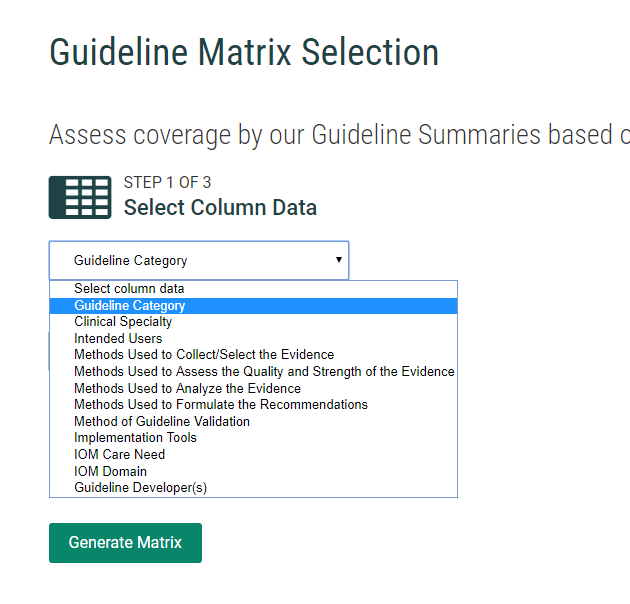 Guideline Matrix Selection
Assess coverage by our Guideline Summaries based
STEP 1 OF 3
Select Column Data
Guideline Category
Select column data
Guideline Category
Clinical Specialty
Intended Users
Methods Used to Collect/Select the Evidence
Methods Used to Assess the Quality and Strength of the Evidence
Methods Used to Analyze the Evidence
Methods Used to Formulate the Recommendations
Method of Guideline Validation
Implementation Tools
IOM Care Need
IOM Domain
Guideline Developer(s)
Generate Matrix